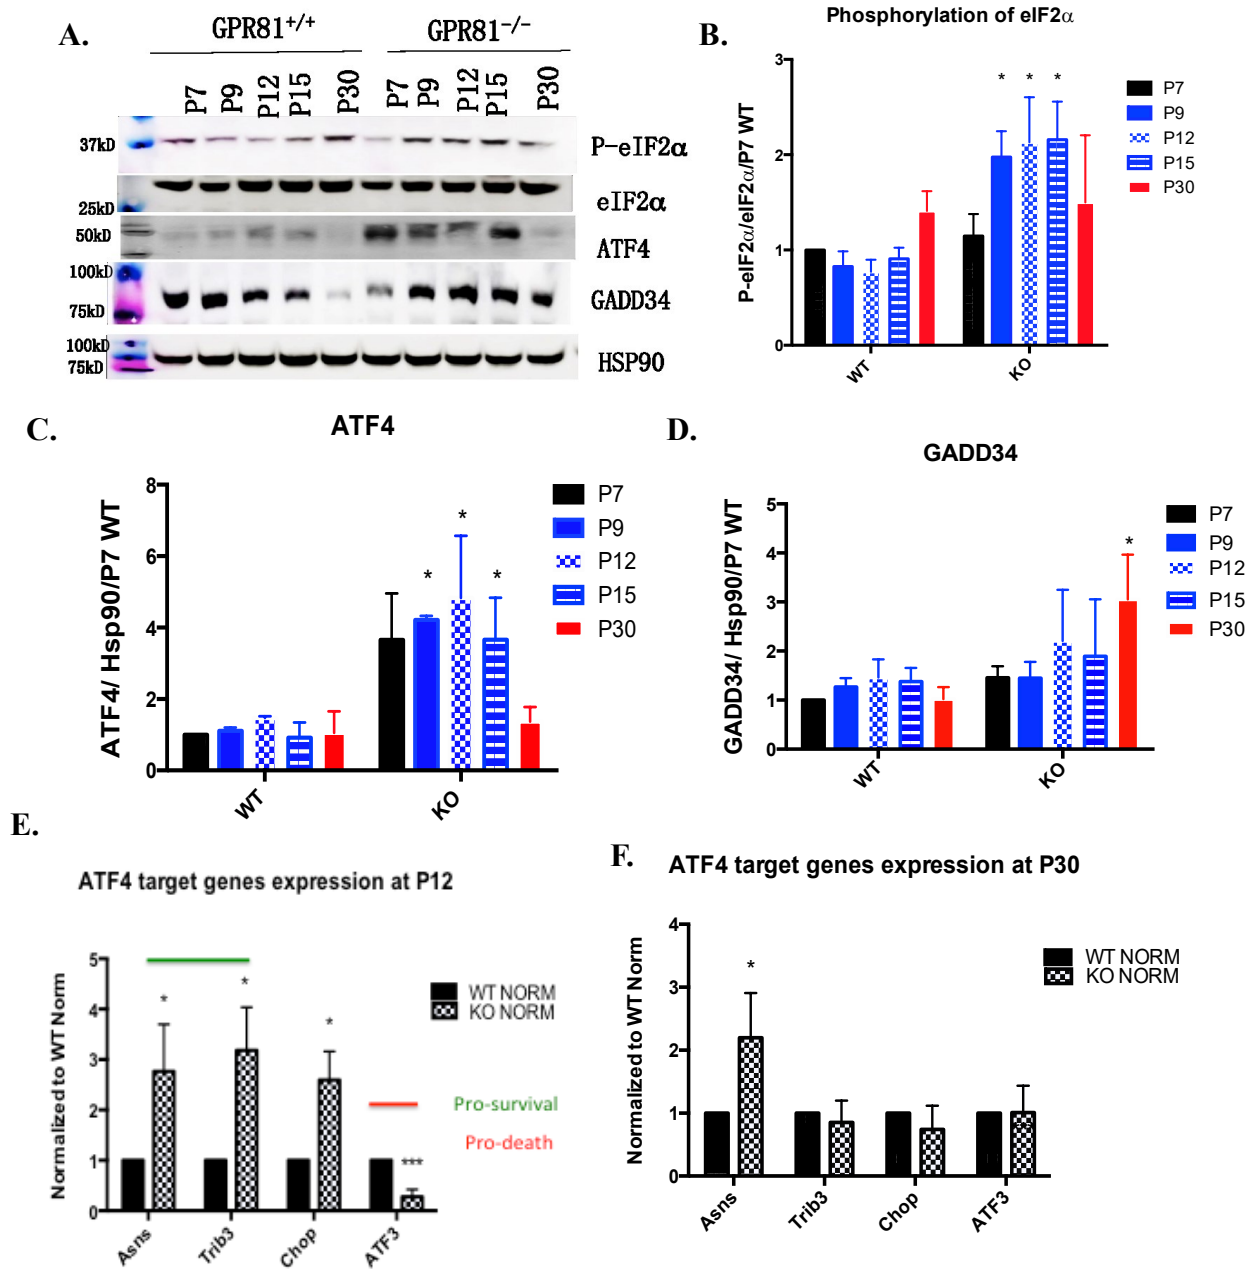 A.
GPR81+/+
GPR81-/-
P7 P9 P12 P15 P30 P7 P9 P12 P15 P30
37kD
P-eIF2α
25kD
eIF2α
50kD
ATF4
100kD
75kD
GADD34
100kD
75kD
HSP90
B.
Phosphorylation of eIF2α
P-eIF2α/eIF2α/P7 WT
3
2
1
0
* * *
WT
KO
P7
P9
P12
P15
P30
C.
ATF4
ATF4/ Hsp90/P7 WT
8
6
4
2
0
* * *
WT
KO
P7
P9
P12
P15
P30
D.
GADD34
GADD34/ Hsp90/P7 WT
5
4
3
2
1
0
*
WT
KO
P7
P9
P12
P15
P30
E.
ATF4 target genes expression at P12
Normalized to WT Norm
5
4
3
2
1
0
* * * ***
Asns
Trib3
Chop
ATF3
WT NORM
KO NORM
Pro-survival
Pro-death
F.
ATF4 target genes expression at P30
Normalized to WT Norm
4
3
2
1
0
*
Asns
Trib3
Chop
ATF3
WT NORM
KO NORM